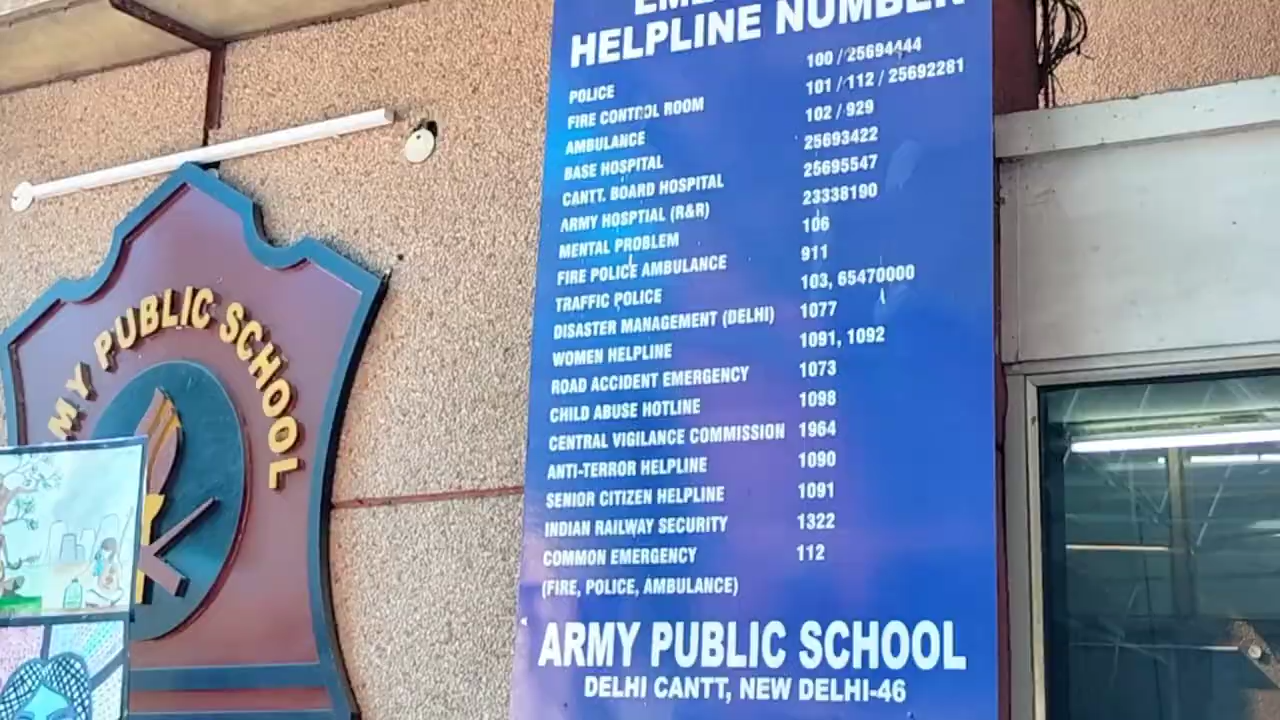 HELPLINE NUMBER
POLICE 100 / 25694444
FIRE CONTROL ROOM 101 / 112 / 25692281
AMBULANCE 102 / 929
BASE HOSPITAL 25693422
CANTT. BOARD HOSPITAL 25695547
ARMY HOSPTIAL (R&R) 23338190
MENTAL PROBLEM 106
FIRE POLICE AMBULANCE 911
TRAFFIC POLICE 103, 65470000
DISASTER MANAGEMENT (DELHI) 1077
WOMEN HELPLINE 1091, 1092
ROAD ACCIDENT EMERGENCY 1073
CHILD ABUSE HOTLINE 1098
CENTRAL VIGILANCE COMMISSION 1964
ANTI-TERROR HELPLINE 1090
SENIOR CITIZEN HELPLINE 1091
INDIAN RAILWAY SECURITY 1322
COMMON EMERGENCY 112
(FIRE, POLICE, AMBULANCE)
ARMY PUBLIC SCHOOL
DELHI CANTT, NEW DELHI-46
MY PUBLIC SCHOOL